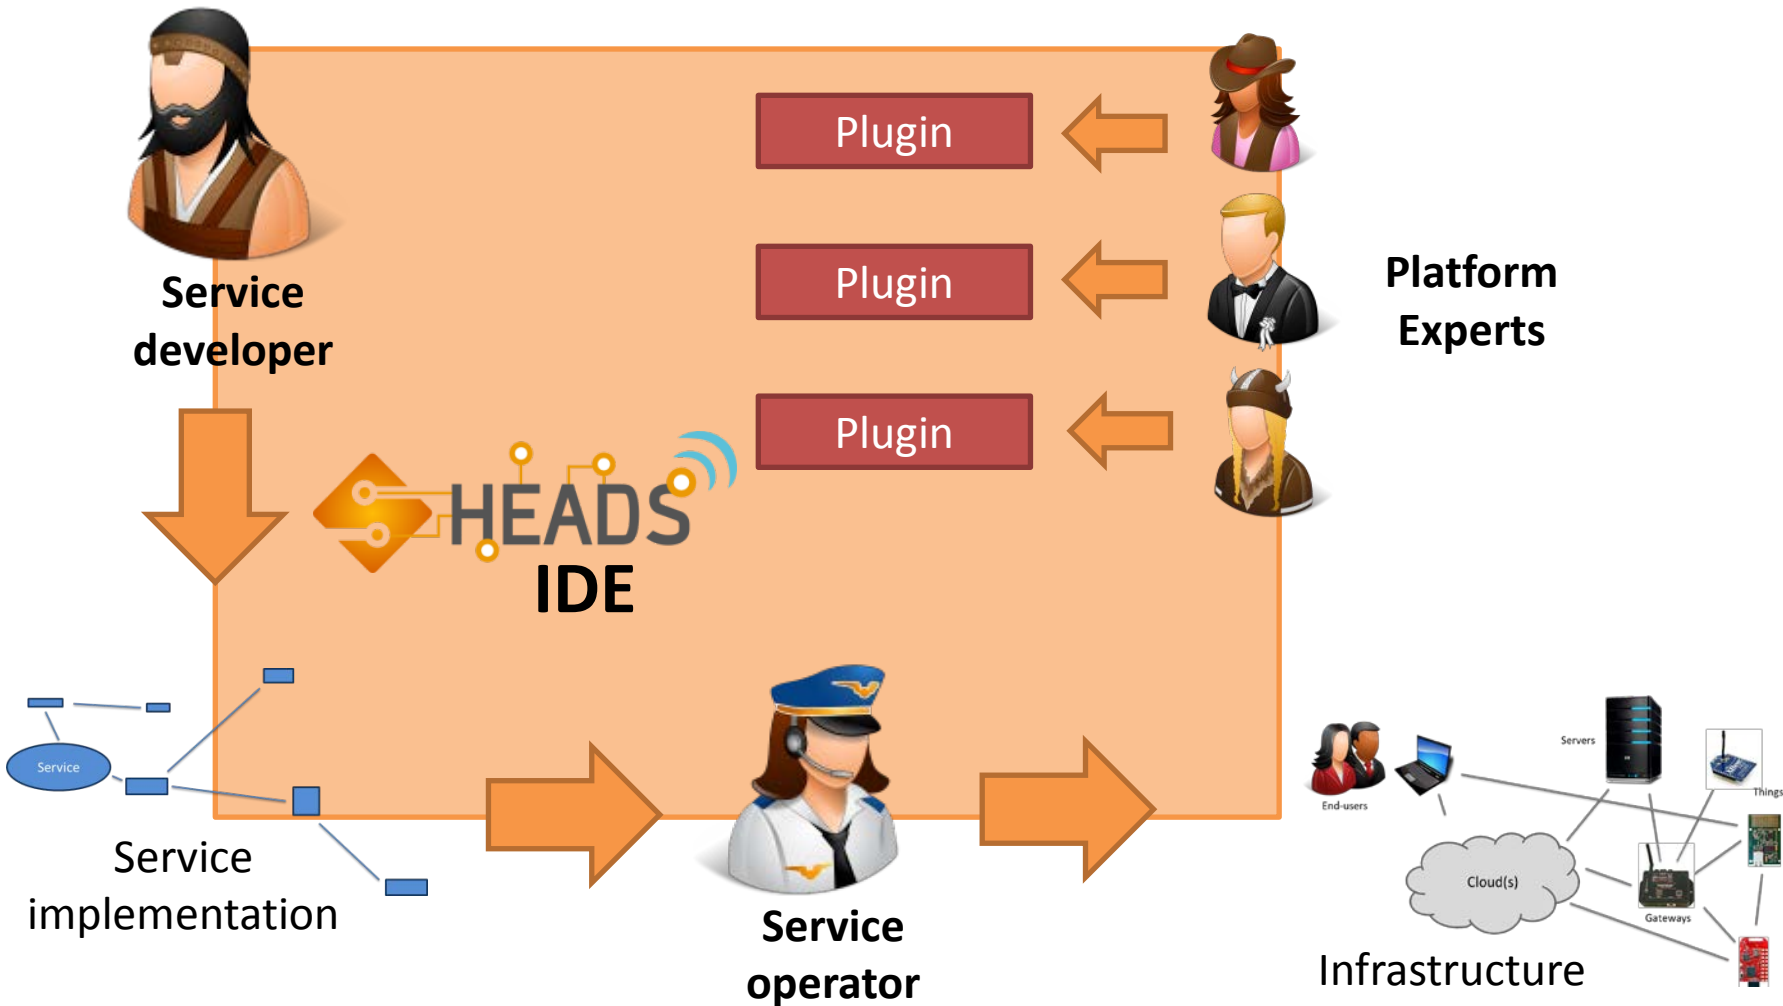 Plugin
Plugin
Plugin
Service
developer
Platform
Experts
HEADS
IDE
Service
Service
implementation
Service
operator
End-users
Servers
Things
Cloud(s)
Gateways
Infrastructure